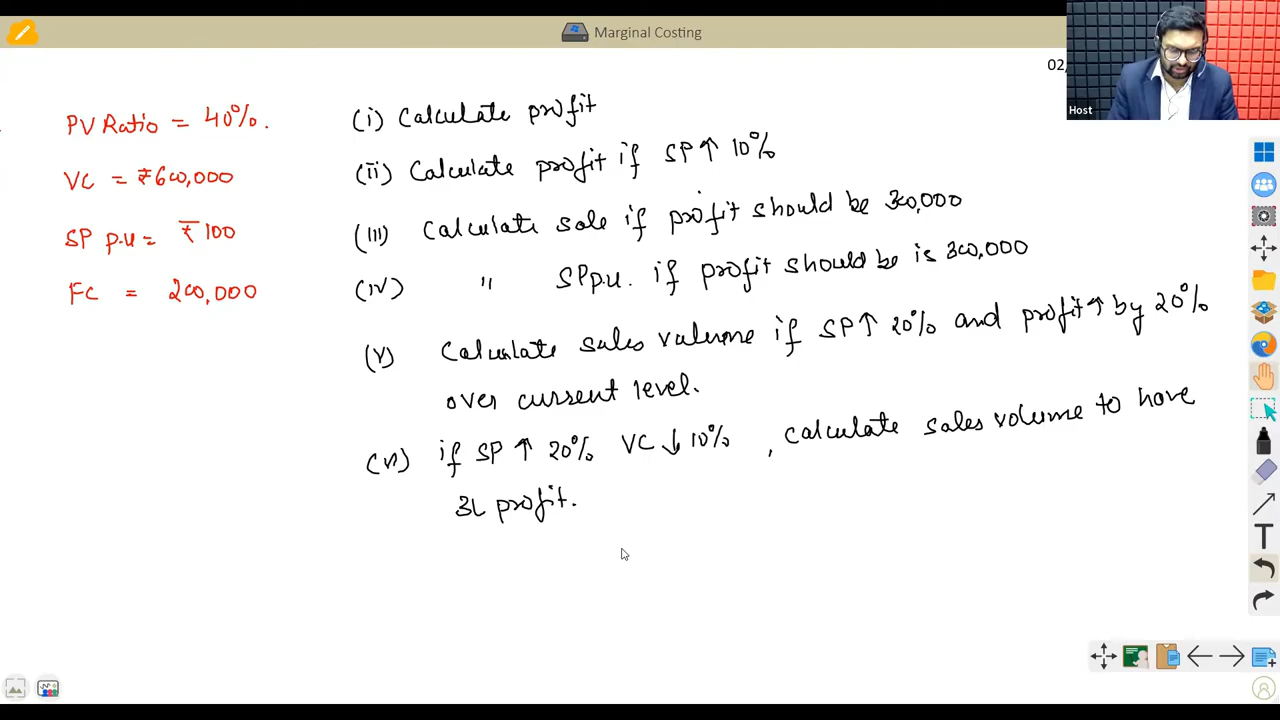 Marginal Costing
02/
Host
PV Ratio = 40%.
VC = ₹600,000
SP p.u = ₹100
FC = 200,000
(i) Calculate profit
(ii) Calculate profit if SP↑ 10%
(iii) Calculate sale if profit should be 300,000
(iv) " SP p.u. if profit should be is 300,000
(v) Calculate sales volume if SP↑ 20% and profit↑ by 20%
over current level.
(vi) if SP ↑ 20% VC ↓ 10% , calculate sales volume to have
3L profit.